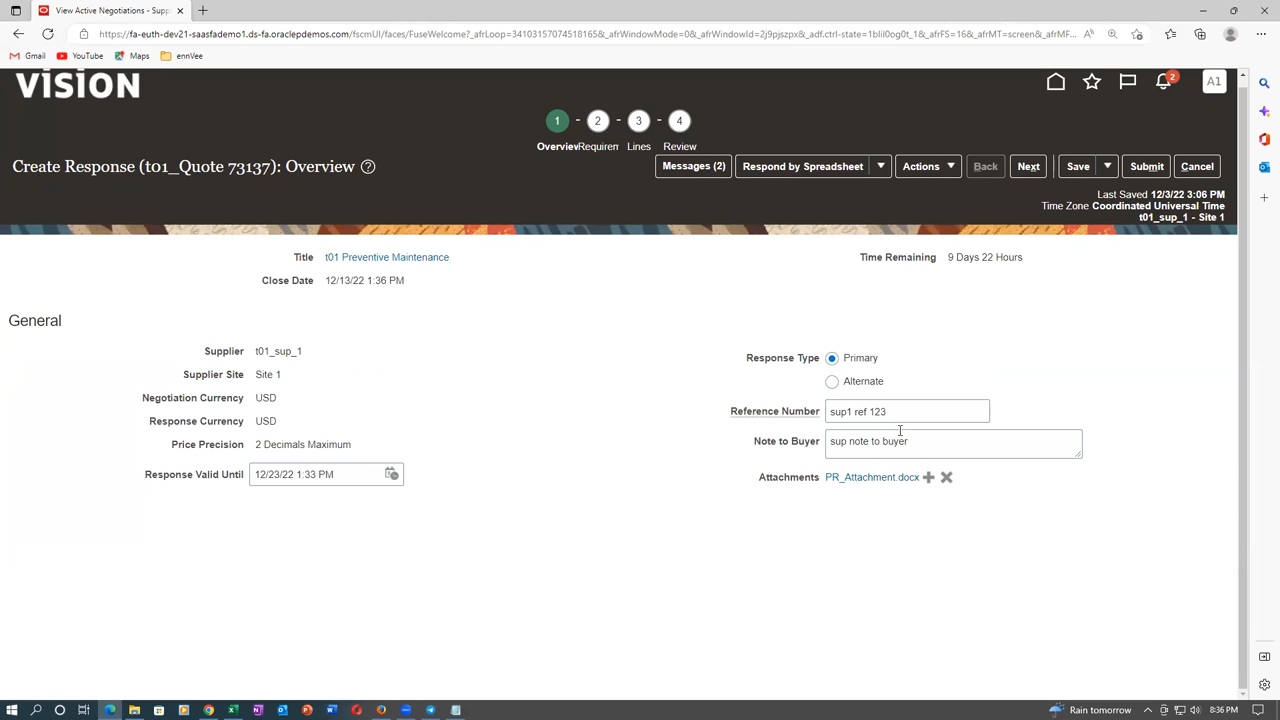 View Active Negotiations - Supp
https://fa-euth-dev21-saasfademo1.ds-fa.oraclepdemos.com/fscmUI/faces/FuseWelcome?_afrLoop=341031570745181658&_afrWindowMode=0&_afrWindowId=2j9pjszpx&_adf.ctrl-state=1blil0og0t_1&_afrFS=16&_afrMT=screen&_afrMF...
Gmail YouTube Maps ennVee
VISION
2
A1
1 2 3 4
Overview Requiren Lines Review
Create Response (t01_Quote 73137): Overview ?
Messages (2) Respond by Spreadsheet Actions Back Next Save Submit Cancel
Last Saved 12/3/22 3:06 PM
Time Zone Coordinated Universal Time
t01_sup_1 - Site 1
Title t01 Preventive Maintenance
Time Remaining 9 Days 22 Hours
Close Date 12/13/22 1:36 PM
General
Supplier t01_sup_1
Supplier Site Site 1
Negotiation Currency USD
Response Currency USD
Price Precision 2 Decimals Maximum
Response Valid Until 12/23/22 1:33 PM
Response Type Primary
Alternate
Reference Number sup1 ref 123
Note to Buyer sup note to buyer
Attachments PR_Attachment.docx
Rain tomorrow
8:36 PM